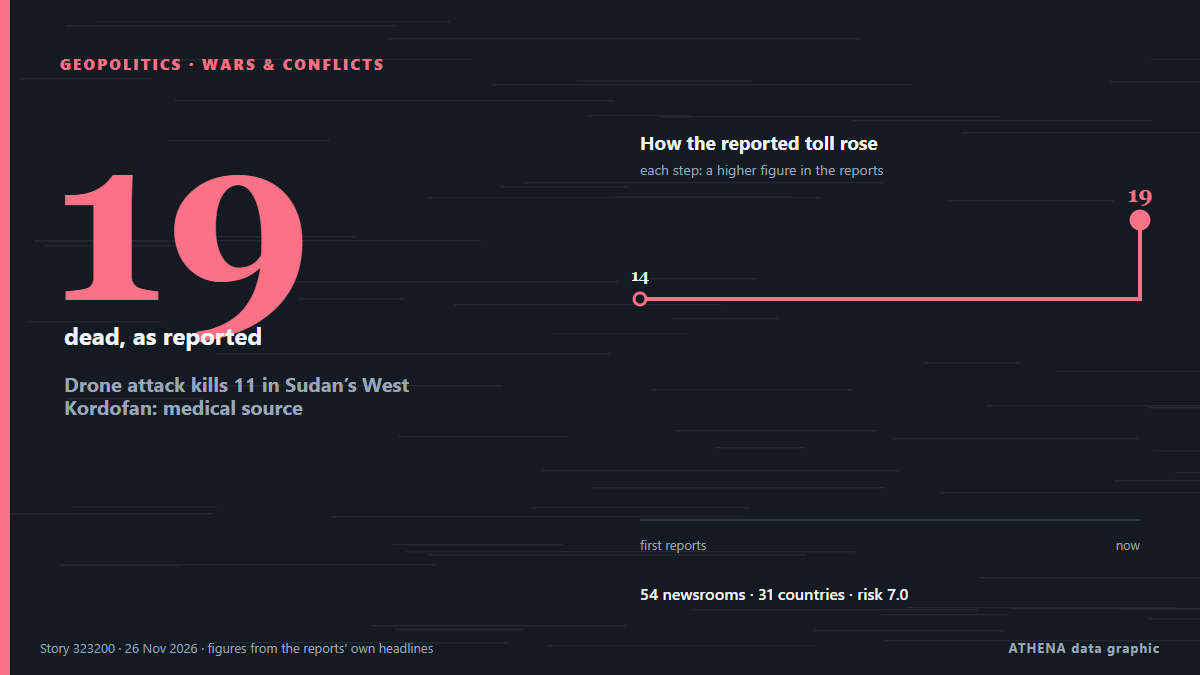 GEOPOLITICS · WARS & CONFLICTS
19
dead, as reported
Drone attack kills 11 in Sudan’s West
Kordofan: medical source
How the reported toll rose
each step: a higher figure in the reports
19
14
first reports
now
54 newsrooms · 31 countries · risk 7.0
Story 323200 · 26 Nov 2026 · figures from the reports' own headlines
ATHENA data graphic